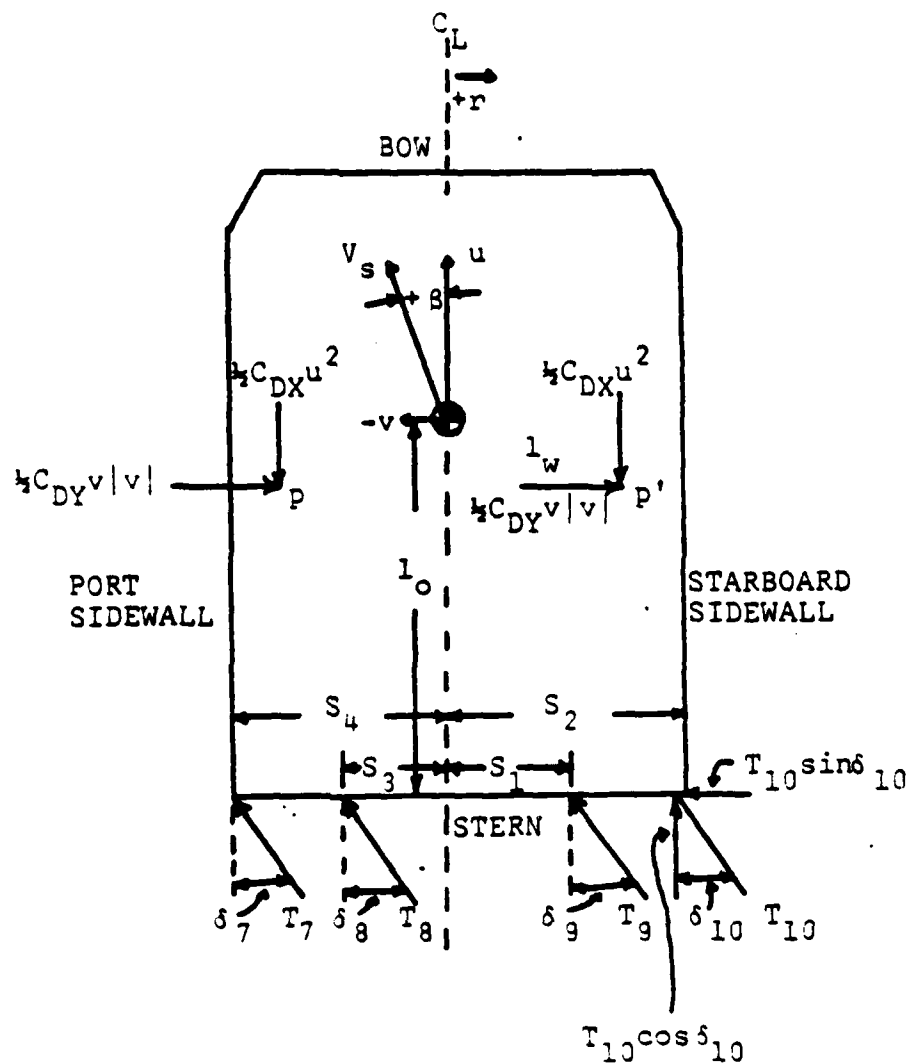 C_L
+r
BOW
V_s
u
+ β
½C_DX u²
½C_DX u²
-v
l_w
½C_DY v|v|
p
p'
½C_DY v|v|
l_o
PORT
SIDEWALL
STARBOARD
SIDEWALL
S_4
S_2
S_3
S_1
T_10 sinδ_10
STERN
δ_7
T_7
δ_8
T_8
δ_9
T_9
δ_10
T_10
T_10 cosδ_10